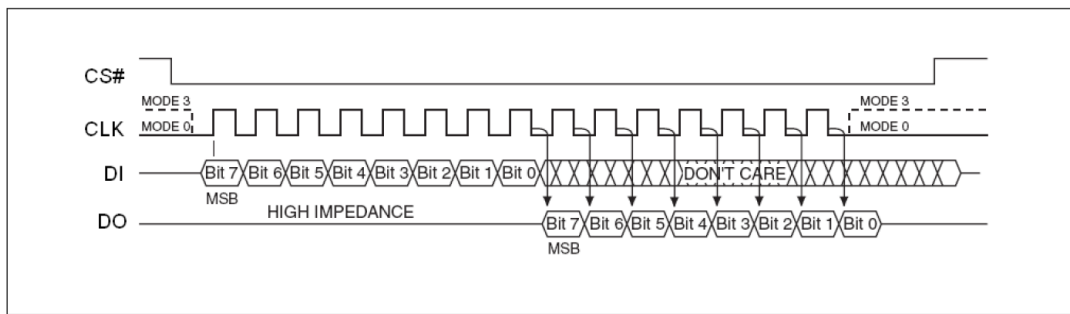 CS#
MODE 3
MODE 3
CLK
MODE 0
MODE 0
DI
Bit 7 Bit 6 Bit 5 Bit 4 Bit 3 Bit 2 Bit 1 Bit 0 DON'T CARE
MSB
HIGH IMPEDANCE
DO
Bit 7 Bit 6 Bit 5 Bit 4 Bit 3 Bit 2 Bit 1 Bit 0
MSB